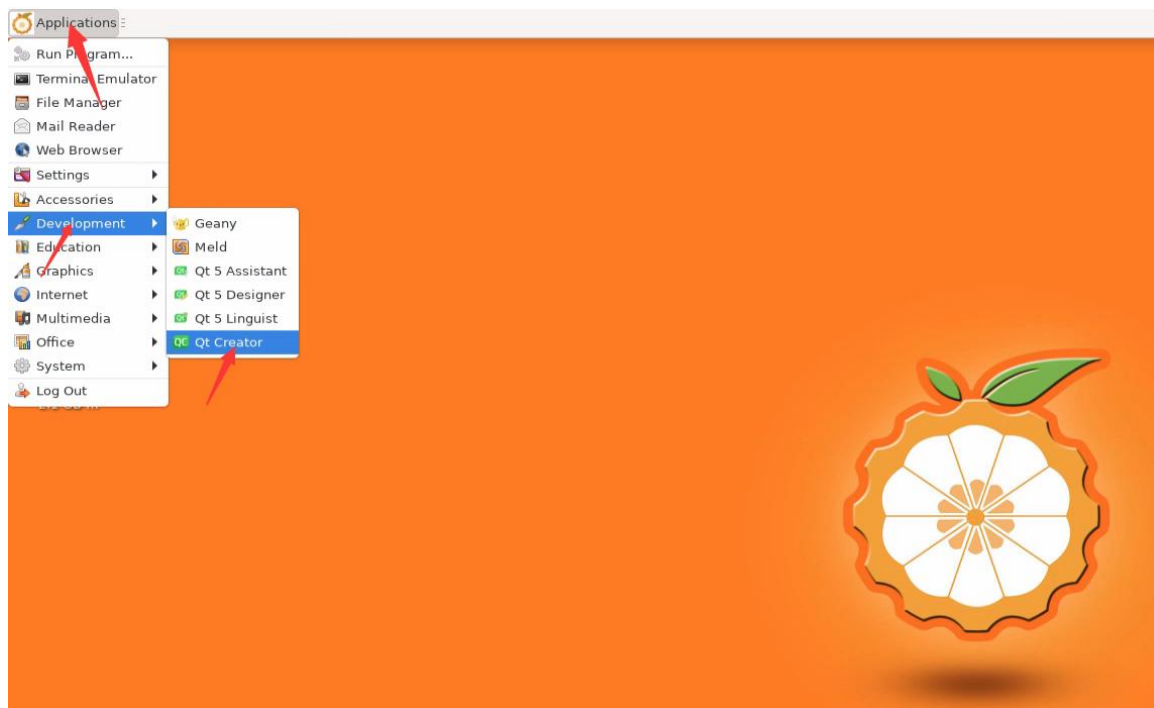 Applications
Run Program...
Terminal Emulator
File Manager
Mail Reader
Web Browser
Settings
Accessories
Development
Education
Graphics
Internet
Multimedia
Office
System
Log Out
Geany
Meld
Qt 5 Assistant
Qt 5 Designer
Qt 5 Linguist
QC Qt Creator